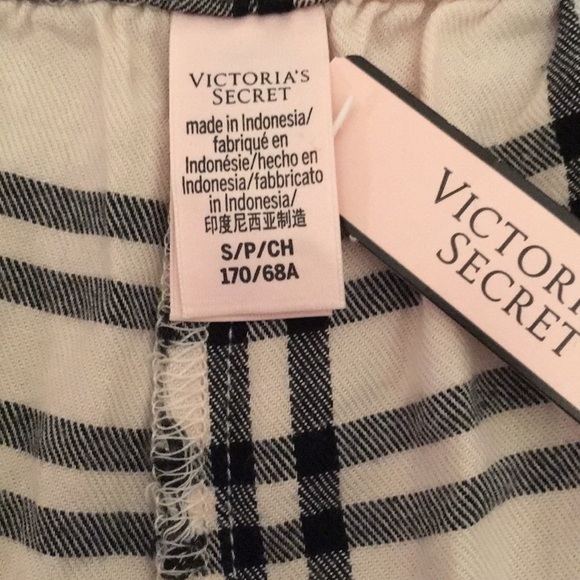 VICTORIA'S
SECRET
made in Indonesia/
fabriqué en
Indonésie/hecho en
Indonesia/fabbricato
in Indonesia/
印度尼西亚制造
S/P/CH
170/68A
VICTORI
SECRET